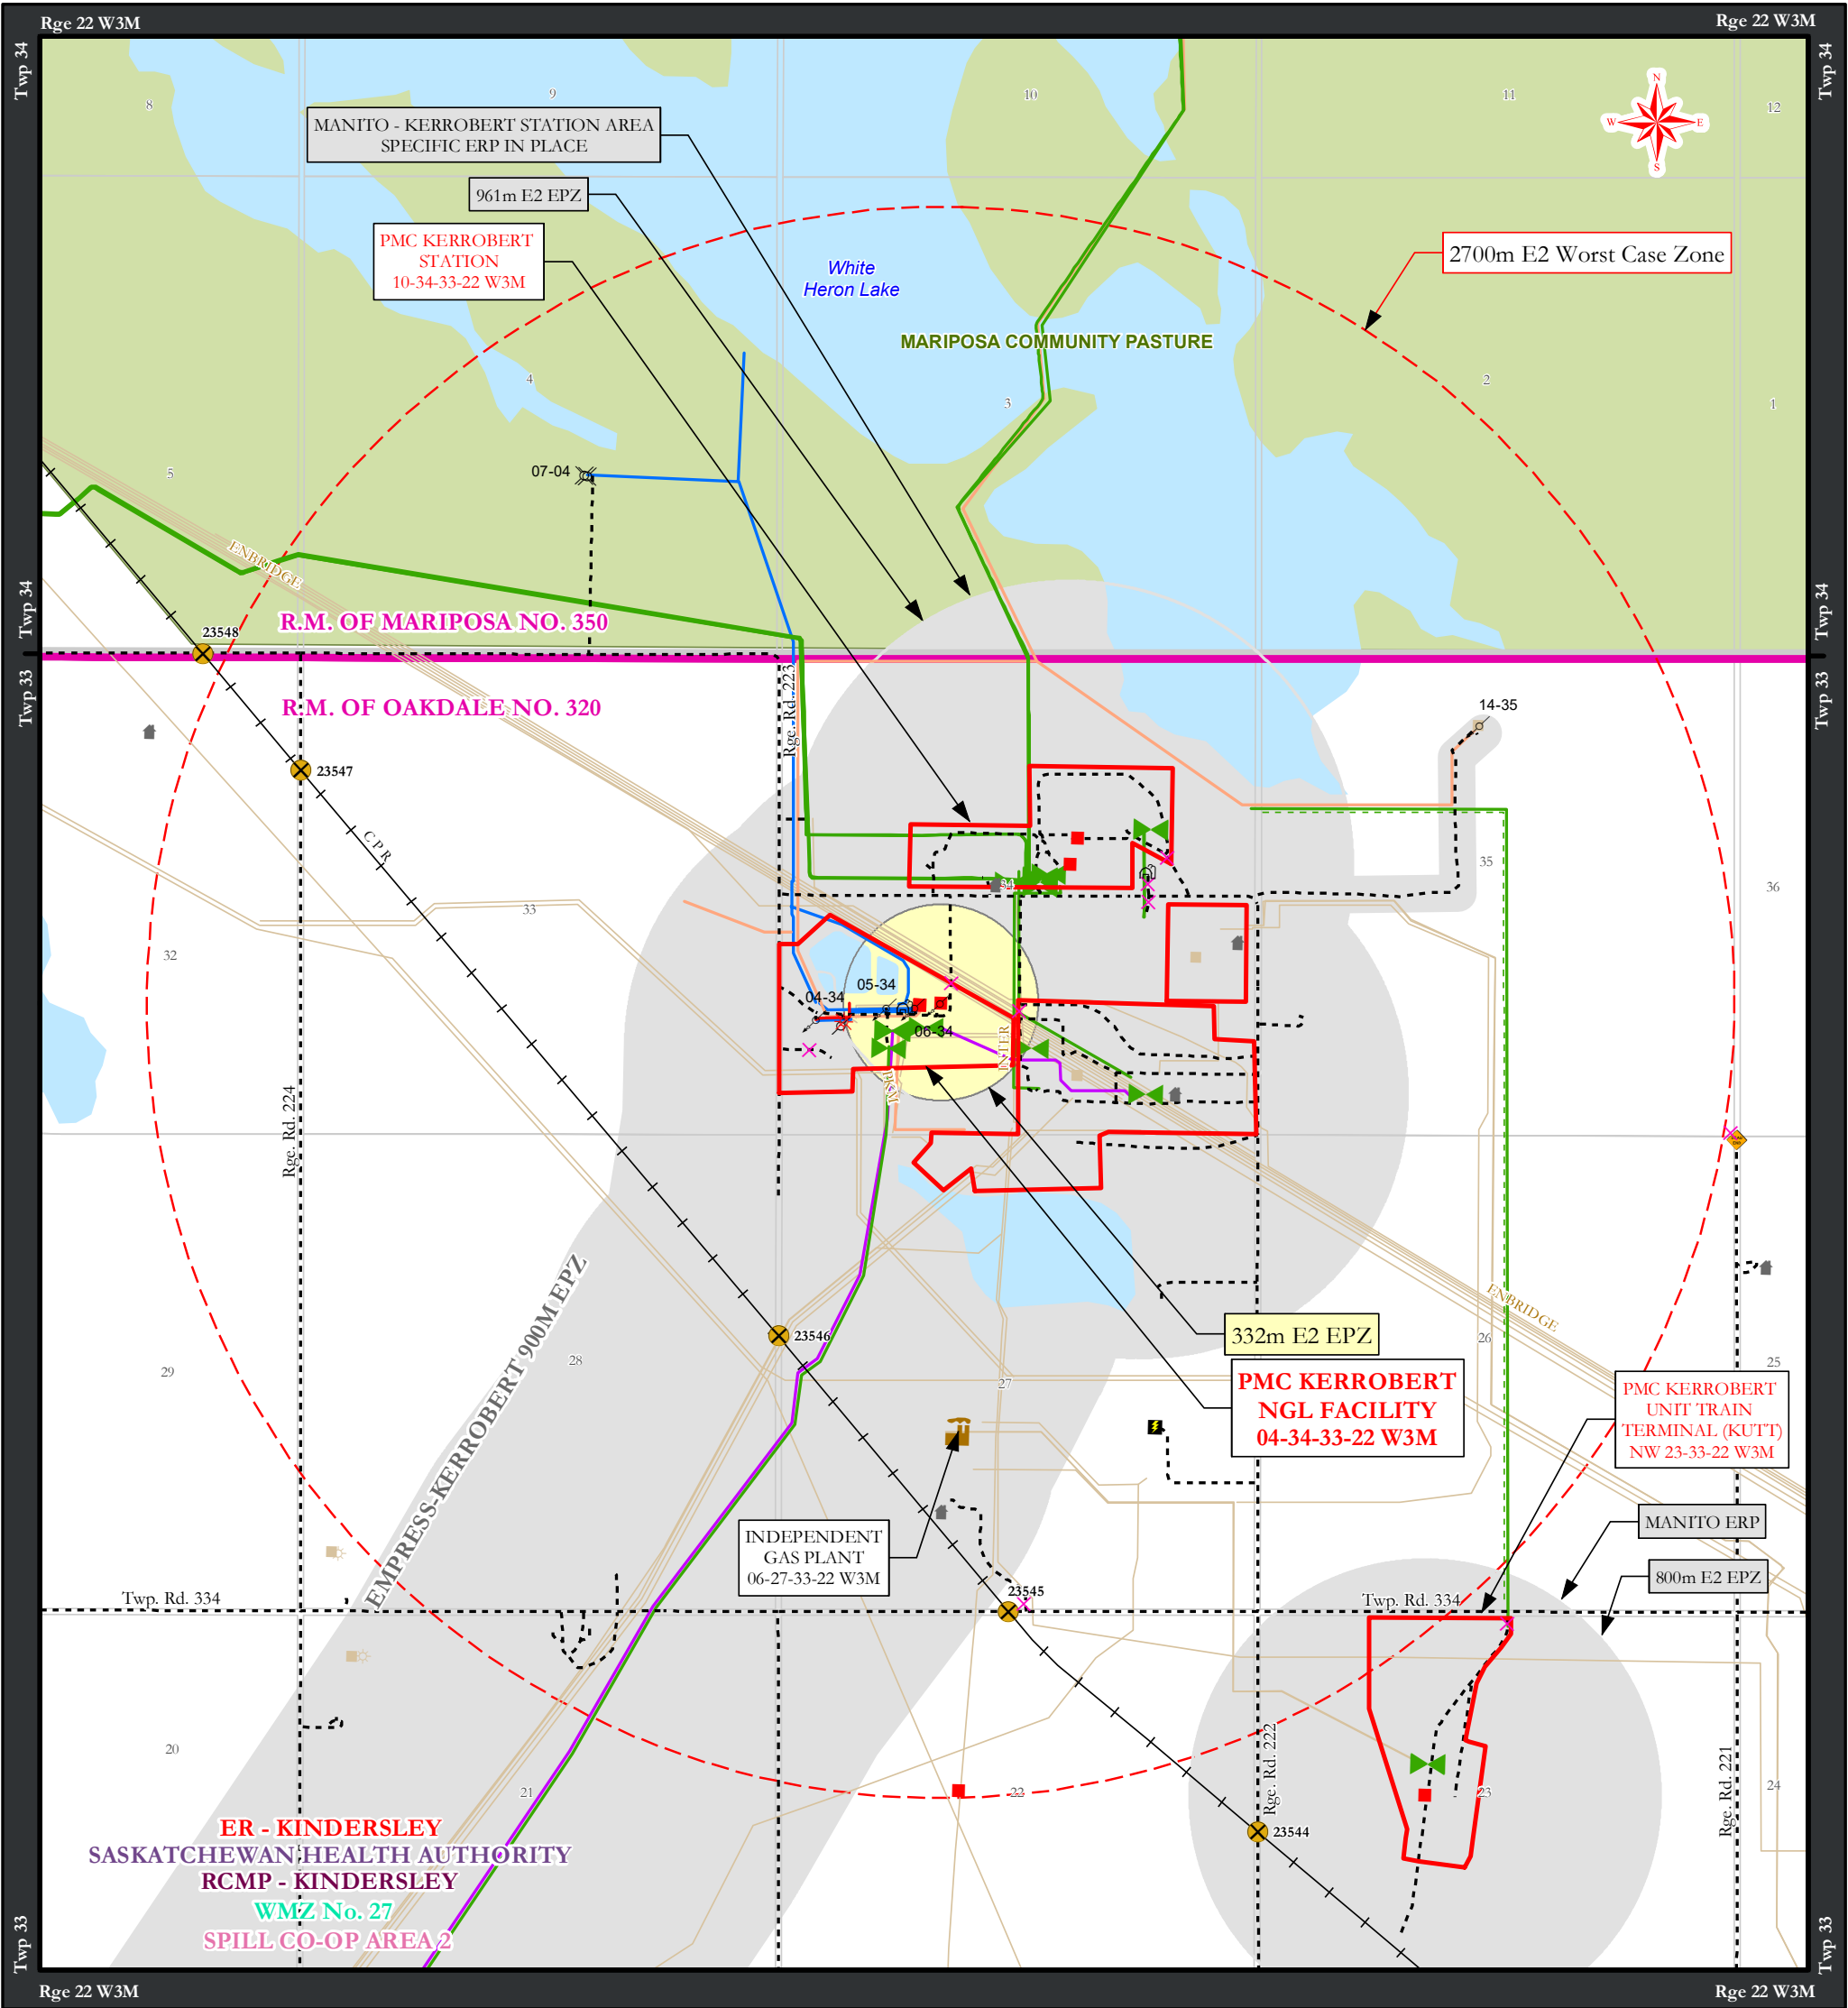 Rge 22 W3M
Rge 22 W3M
Twp 34
Twp 34
8
9
10
11
12
N
W
E
S
MANITO - KERROBERT STATION AREA
SPECIFIC ERP IN PLACE
961m E2 EPZ
PMC KERROBERT
STATION
10-34-33-22 W3M
2700m E2 Worst Case Zone
White
Heron Lake
MARIPOSA COMMUNITY PASTURE
4
3
2
1
5
07-04
ENBRIDGE
Twp 34
Twp 34
R.M. OF MARIPOSA NO. 350
23548
Twp 33
Twp 33
R.M. OF OAKDALE NO. 320
Rge. Rd. 223
14-35
23547
C P R
35
34
36
33
32
05-34
04-34
06-34
INTER
PKM
Rge. Rd. 224
332m E2 EPZ
PMC KERROBERT
NGL FACILITY
04-34-33-22 W3M
ENBRIDGE
23546
26
25
27
28
29
EMPRESS-KERROBERT 900M EPZ
PMC KERROBERT
UNIT TRAIN
TERMINAL (KUTT)
NW 23-33-22 W3M
MANITO ERP
800m E2 EPZ
INDEPENDENT
GAS PLANT
06-27-33-22 W3M
23545
Twp. Rd. 334
Twp. Rd. 334
20
21
22
23
24
Rge. Rd. 222
Rge. Rd. 221
23544
ER - KINDERSLEY
SASKATCHEWAN HEALTH AUTHORITY
RCMP - KINDERSLEY
WMZ No. 27
SPILL CO-OP AREA 2
Twp 33
Twp 33
Rge 22 W3M
Rge 22 W3M